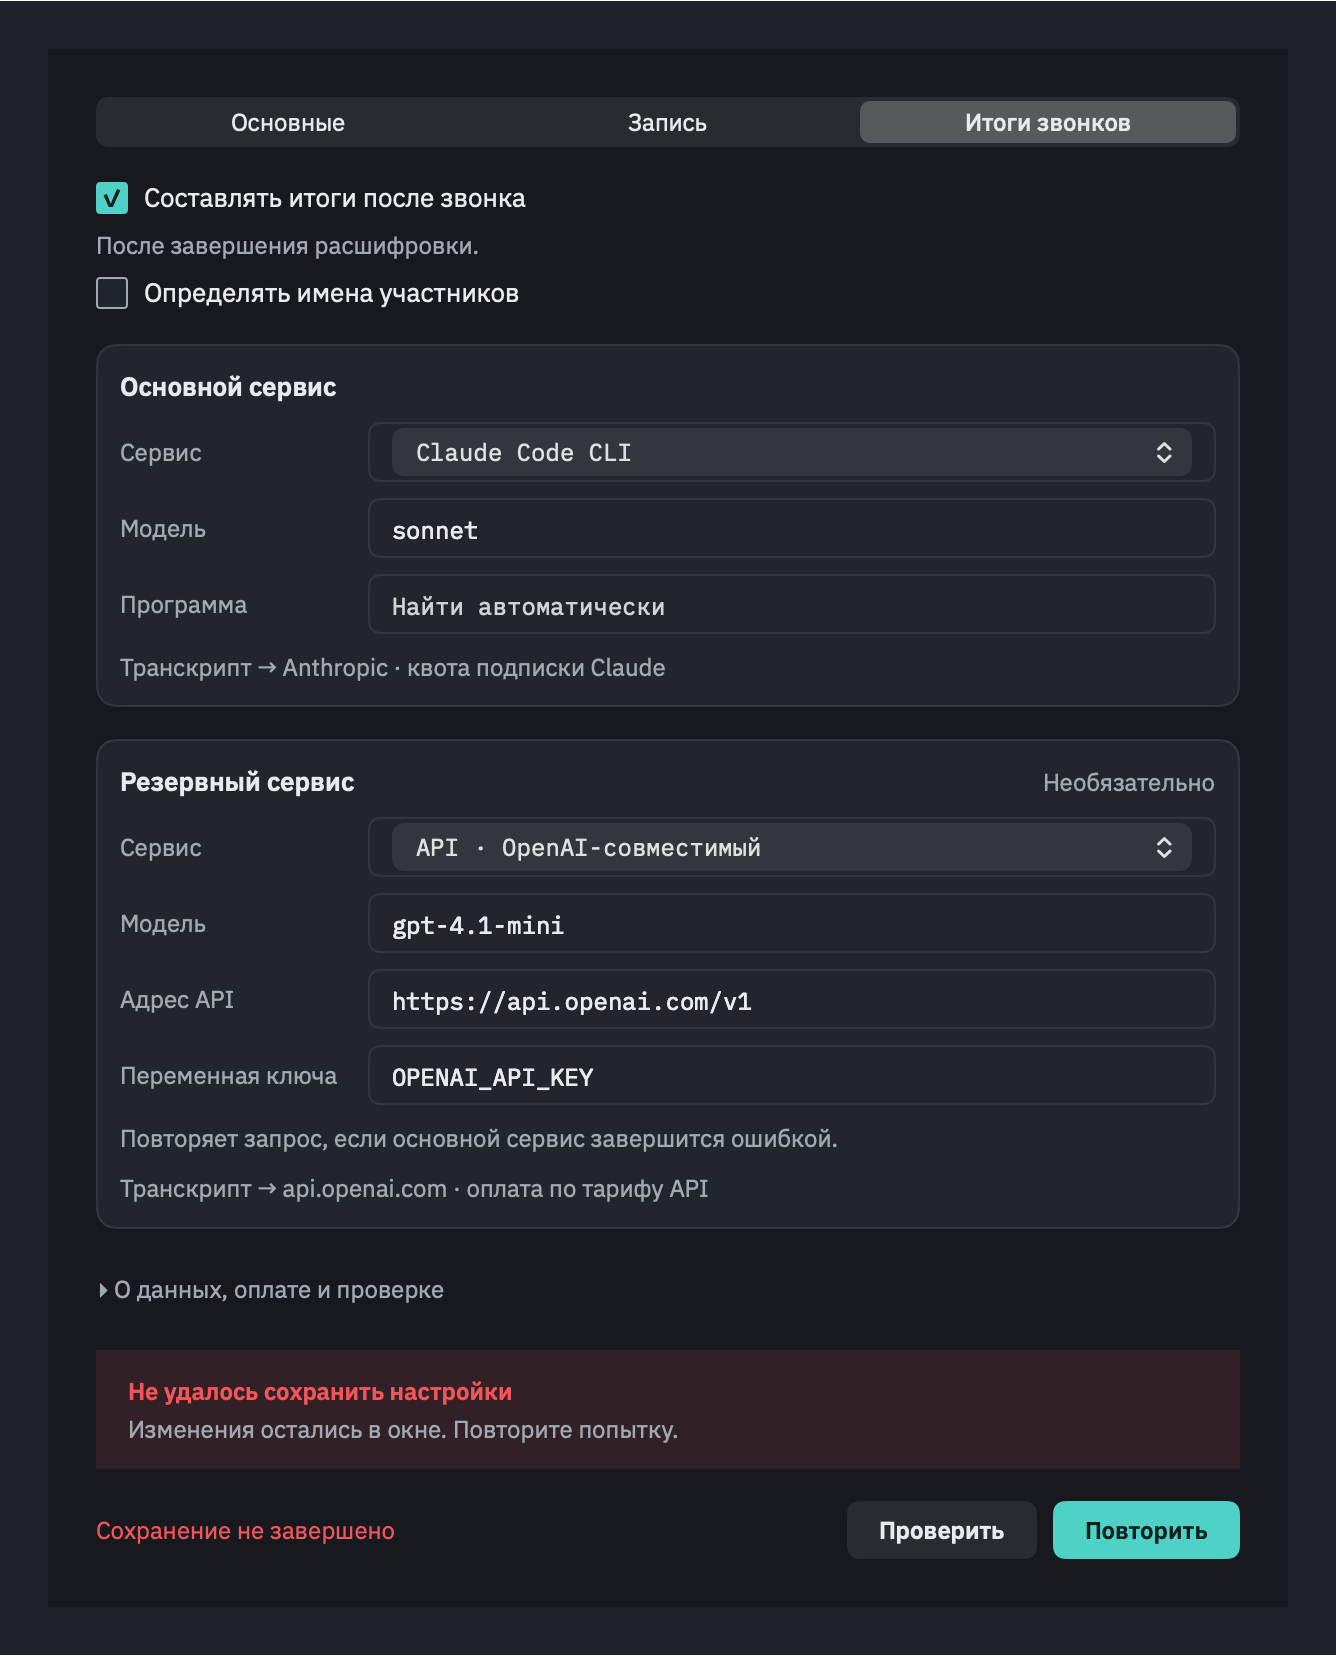 Основные Запись Итоги звонков
Составлять итоги после звонка
После завершения расшифровки.
Определять имена участников
Основной сервис
Сервис Claude Code CLI
Модель sonnet
Программа Найти автоматически
Транскрипт → Anthropic · квота подписки Claude
Резервный сервис Необязательно
Сервис API · OpenAI-совместимый
Модель gpt-4.1-mini
Адрес API https://api.openai.com/v1
Переменная ключа OPENAI_API_KEY
Повторяет запрос, если основной сервис завершится ошибкой.
Транскрипт → api.openai.com · оплата по тарифу API
О данных, оплате и проверке
Не удалось сохранить настройки
Изменения остались в окне. Повторите попытку.
Сохранение не завершено Проверить Повторить